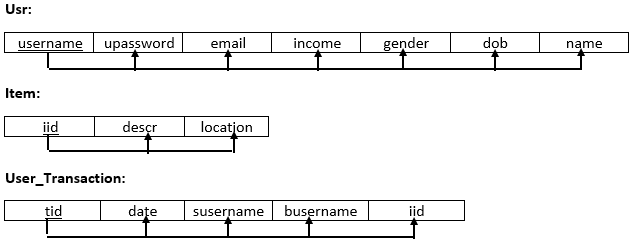 Usr:
username upassword email income gender dob name
Item:
iid descr location
User_Transaction:
tid date susername busername iid